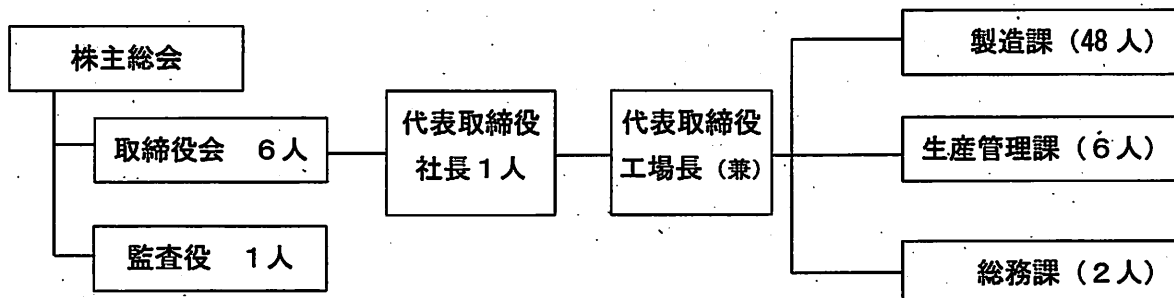 株主総会
取締役会　6人
監査役　1人
代表取締役
社長1人
代表取締役
工場長（兼）
製造課（48人）
生産管理課（6人）
総務課（2人）